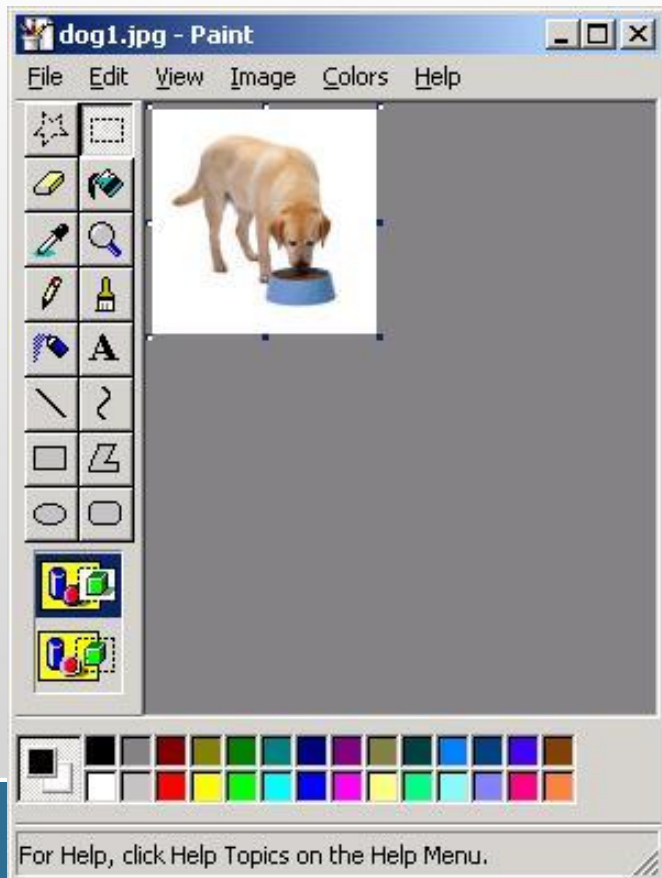 dog1.jpg - Paint
File Edit View Image Colors Help
A
For Help, click Help Topics on the Help Menu.